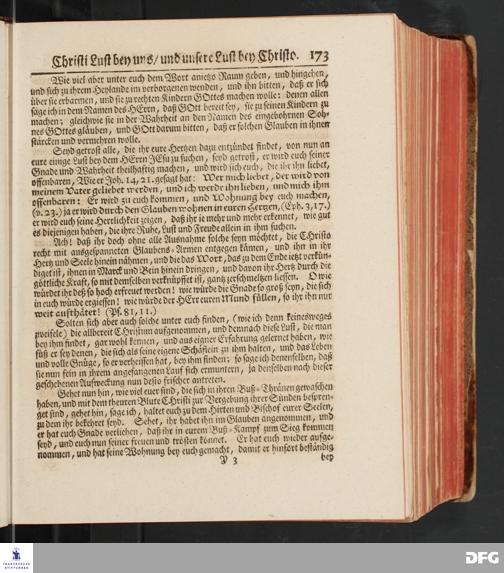 Christi Lust bey uns/ und unsere Lust bey Christo. 173
Wie viel aber unter euch dem Wort anietzo Raum geben, und hingehen,
und sich zu ihrem Heylande im verborgenen wenden, und ihn bitten, daß er sich
über sie erbarmen, und sie zu rechten Kindern GOttes machen wolle: denen allen
sage ich in dem Namen des HErrn, daß GOtt bereit sey, sie zu seinen Kindern zu
machen; gleichwie sie in der Wahrheit an den Namen des eingebohrnen Soh-
nes GOttes gläuben, und GOtt darum bitten, daß er solchen Glauben in ihnen
stärcken und vermehren wolle.
Seyd getrost alle, die ihr eure Hertzen dazu entzündet findet, von nun an
eure einige Lust bey dem HErrn JEsu zu suchen, seyd getrost, er wird euch seiner
Gnade und Wahrheit theilhaftig machen, und wird sich euch, die ihr ihn liebet,
offenbaren, Wie er Joh. 14, 21. gesagt hat: Wer mich liebet, der wird von
meinem Vater geliebet werden, und ich werde ihn lieben, und mich ihm
offenbaren: Er wird zu euch kommen, und Wohnung bey euch machen,
(v. 23.) ja er wird durch den Glauben wohnen in euren Hertzen, (Eph. 3, 17.)
er wird euch seine Herrlichkeit zeigen, daß ihr ie mehr und mehr erkennet, wie gut
es diejenigen haben, die ihre Ruhe, Lust und Freude allein in ihm suchen.
Ach! daß ihr doch ohne alle Ausnahme solche seyn möchtet, die CHristo
recht mit ausgespanneten Glaubens-Armen entgegen kämen, und ihn in ihr
Hertz und Seele hinein nähmen, und die das Wort, das zu dem Ende ietzt verkün-
diget ist, ihnen in Marck und Bein hinein dringen, und davon ihr Hertz durch die
göttliche Kraft, so mit demselben verknüpffet ist, gantz zerschmeltzen liessen. O wie
würdet ihr deß so hoch erfreuet werden! wie würde die Gnade so groß seyn, die sich
in euch würde ergiessen! wie würde der HErr euren Mund füllen, so ihr ihn nur
weit aufthätet! (Ps. 81, 11.)
Solten sich aber auch solche unter euch finden, (wie ich denn keinesweges
zweifele) die allbereit CHristum aufgenommen, und demnach diese Lust, die man
bey ihm findet, gar wohl kennen, und aus eigner Erfahrung gelernet haben, wie
süß er sey denen, die sich als seine eigene Schäflein zu ihm halten, und das Leben
und volle Gnüge, so er verheissen hat, bey ihm finden; so sage ich denenselben, daß
sie nun fein in ihrem angefangenen Lauf sich ermuntern, ja denselben nach dieser
geschehenen Aufweckung nun desto frischer antreten.
Gehet nun hin, wie viel eurer sind, die sich in ihren Buß-Thränen gewaschen
haben, und mit dem theuren Blute Christi zur Vergebung ihrer Sünden bespren-
get sind, gehet hin, sage ich, haltet euch zu dem Hirten und Bischof eurer Seelen,
zu dem ihr bekehret seyd. Sehet, ihr habet ihn im Glauben angenommen, und
er hat euch Gnade verliehen, daß ihr in eurem Buß-Kampf zum Sieg kommen
seyd, und euch nun seiner freuen und trösten könnet. Er hat euch wieder aufge-
nommen, und hat seine Wohnung bey euch gemacht, damit er hinfort beständig
Y 3 bey
FRANCKESCHE
STIFTUNGEN
DFG